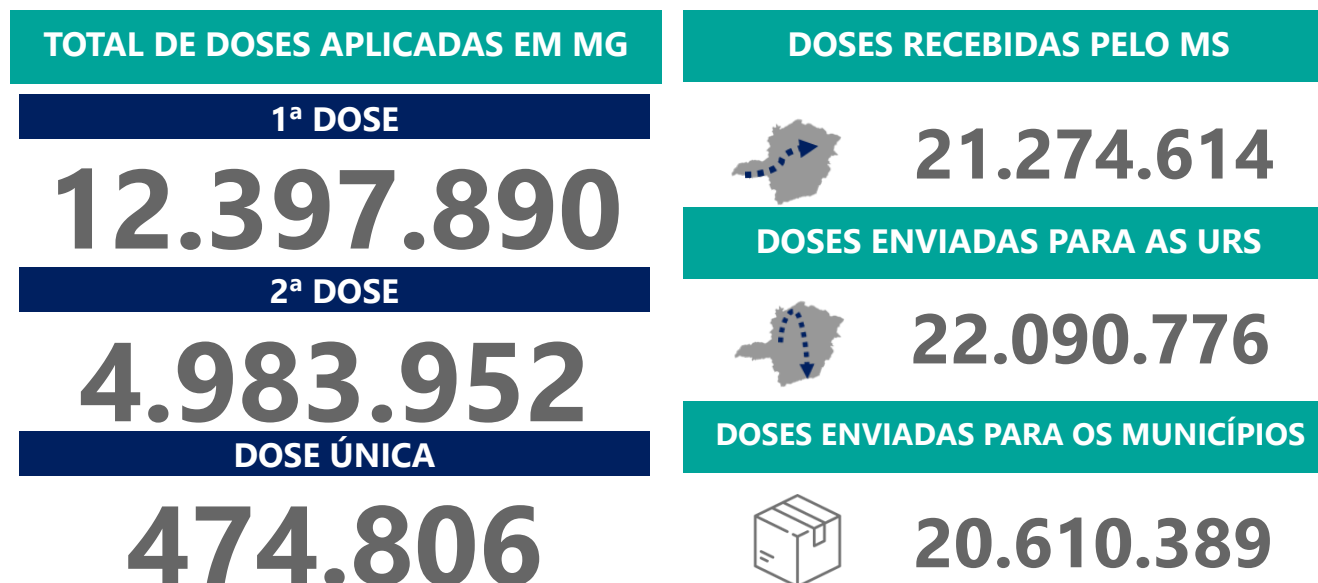 TOTAL DE DOSES APLICADAS EM MG
1ª DOSE
12.397.890
2ª DOSE
4.983.952
DOSE ÚNICA
474.806
DOSES RECEBIDAS PELO MS
21.274.614
DOSES ENVIADAS PARA AS URS
22.090.776
DOSES ENVIADAS PARA OS MUNICÍPIOS
20.610.389